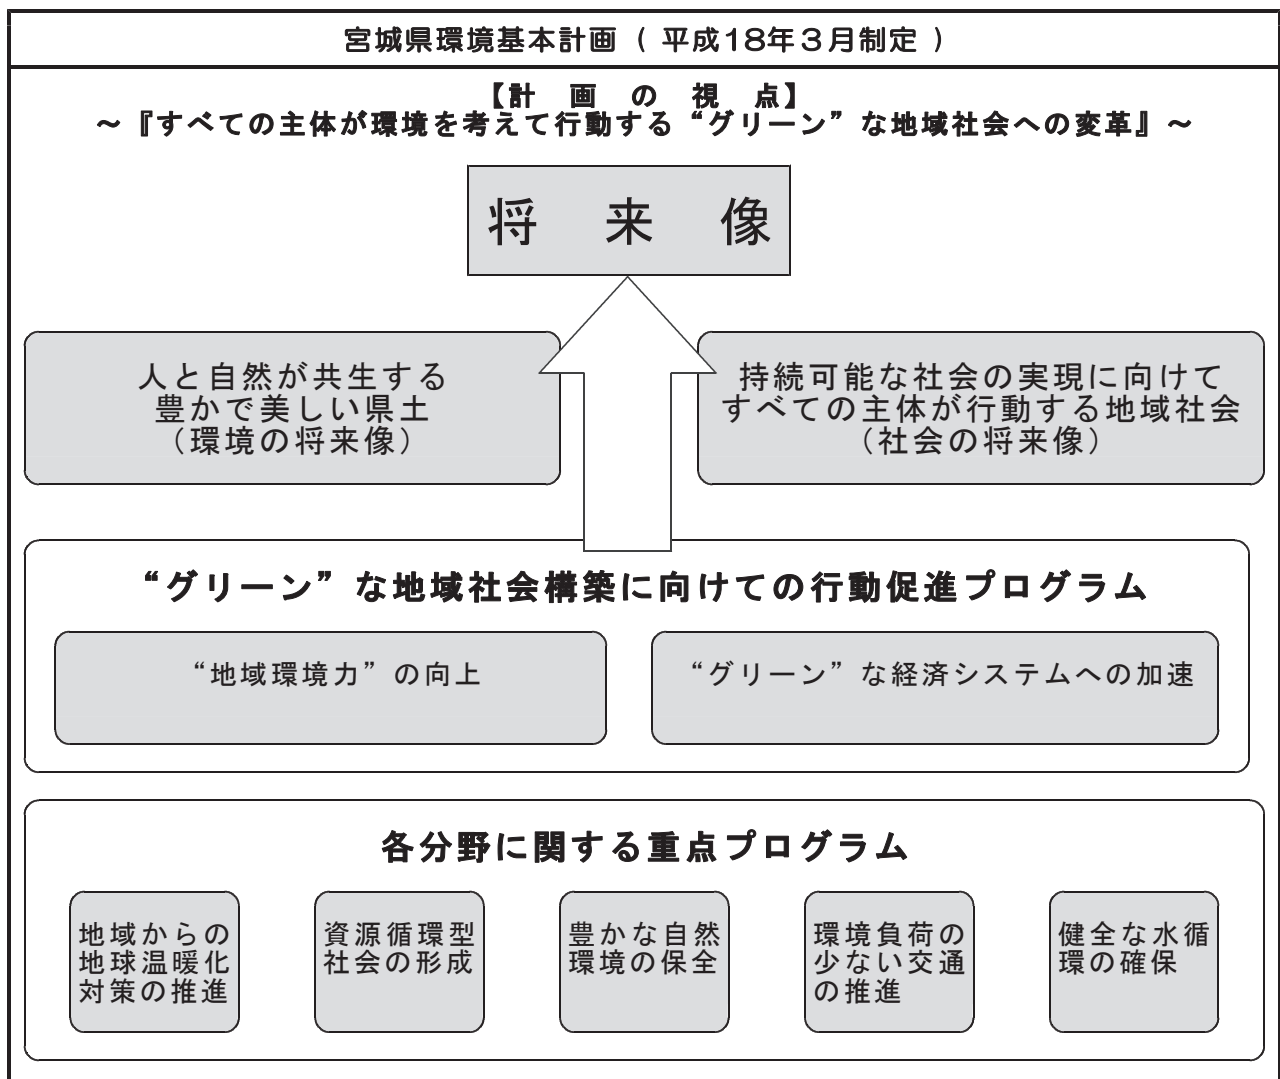 宮城県環境基本計画（平成18年３月制定）
【計　画　の　視　点】
～『すべての主体が環境を考えて行動する“グリーン”な地域社会への変革』～
将　来　像
人と自然が共生する
豊かで美しい県土
（環境の将来像）
持続可能な社会の実現に向けて
すべての主体が行動する地域社会
（社会の将来像）
“グリーン”な地域社会構築に向けての行動促進プログラム
“地域環境力”の向上
“グリーン”な経済システムへの加速
各分野に関する重点プログラム
地域からの
地球温暖化
対策の推進
資源循環型
社会の形成
豊かな自然
環境の保全
環境負荷の
少ない交通
の推進
健全な水循
環の確保